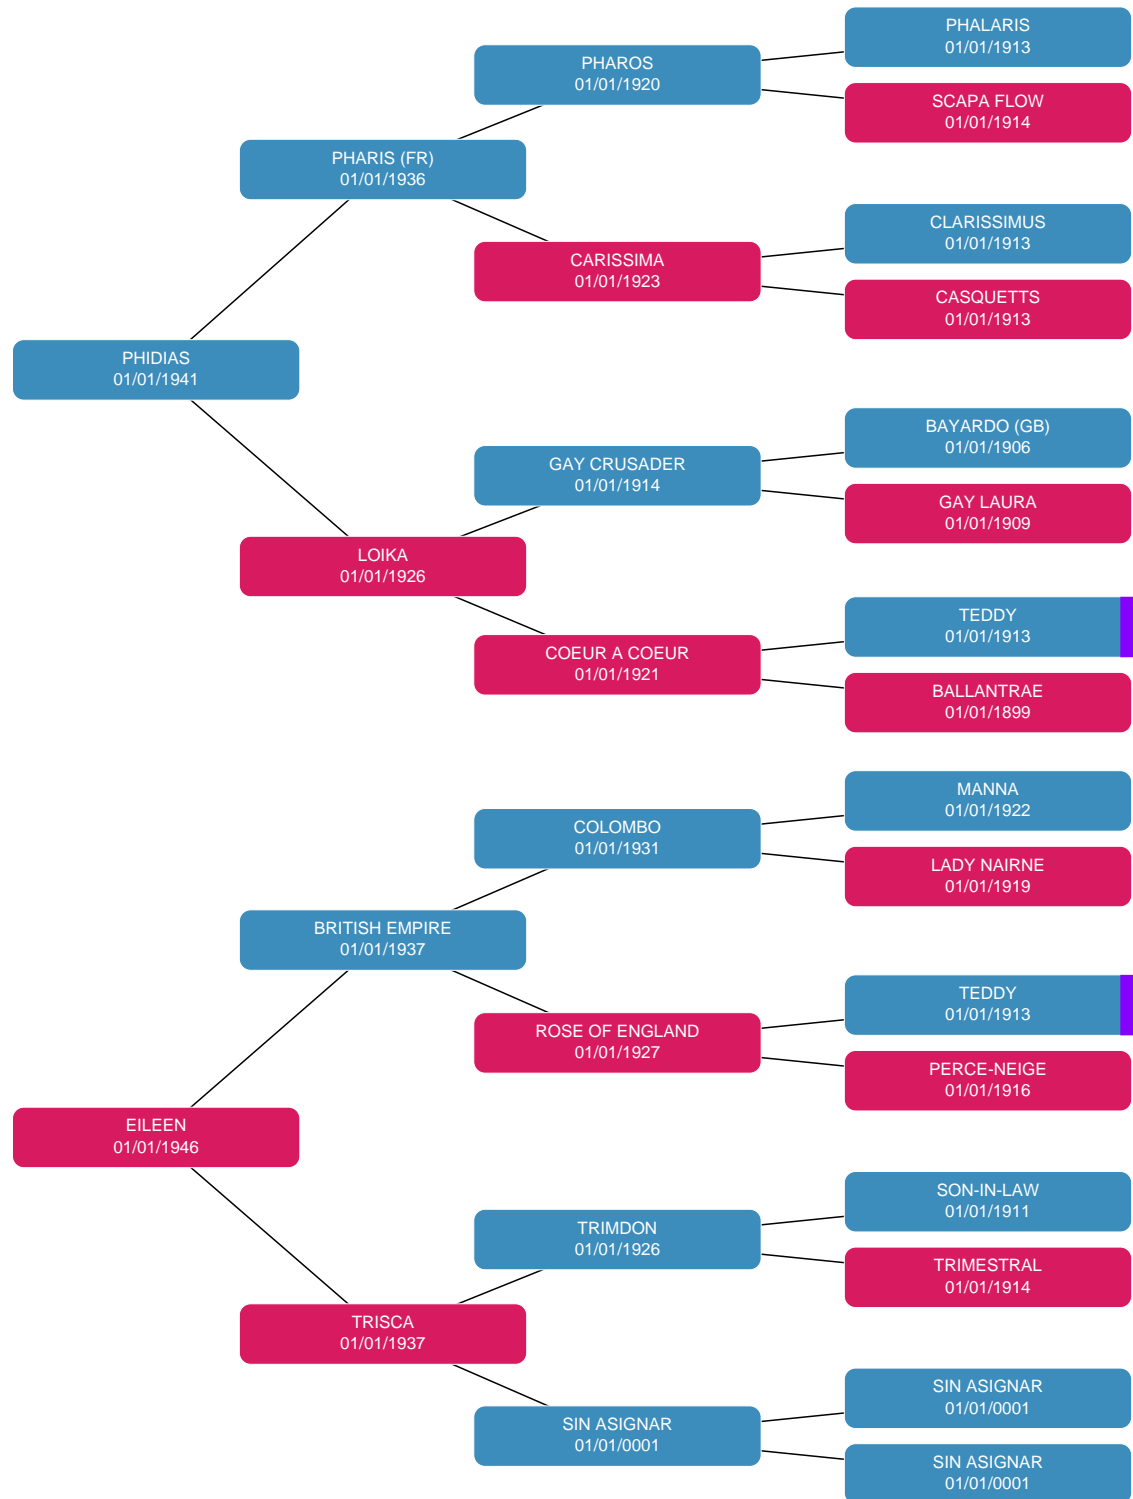 PHALARIS
01/01/1913
PHAROS
01/01/1920
SCAPA FLOW
01/01/1914
PHARIS (FR)
01/01/1936
CLARISSIMUS
01/01/1913
CARISSIMA
01/01/1923
CASQUETTS
01/01/1913
PHIDIAS
01/01/1941
BAYARDO (GB)
01/01/1906
GAY CRUSADER
01/01/1914
GAY LAURA
01/01/1909
LOIKA
01/01/1926
TEDDY
01/01/1913
COEUR A COEUR
01/01/1921
BALLANTRAE
01/01/1899
MANNA
01/01/1922
COLOMBO
01/01/1931
LADY NAIRNE
01/01/1919
BRITISH EMPIRE
01/01/1937
TEDDY
01/01/1913
ROSE OF ENGLAND
01/01/1927
PERCE-NEIGE
01/01/1916
EILEEN
01/01/1946
SON-IN-LAW
01/01/1911
TRIMDON
01/01/1926
TRIMESTRAL
01/01/1914
TRISCA
01/01/1937
SIN ASIGNAR
01/01/0001
SIN ASIGNAR
01/01/0001
SIN ASIGNAR
01/01/0001